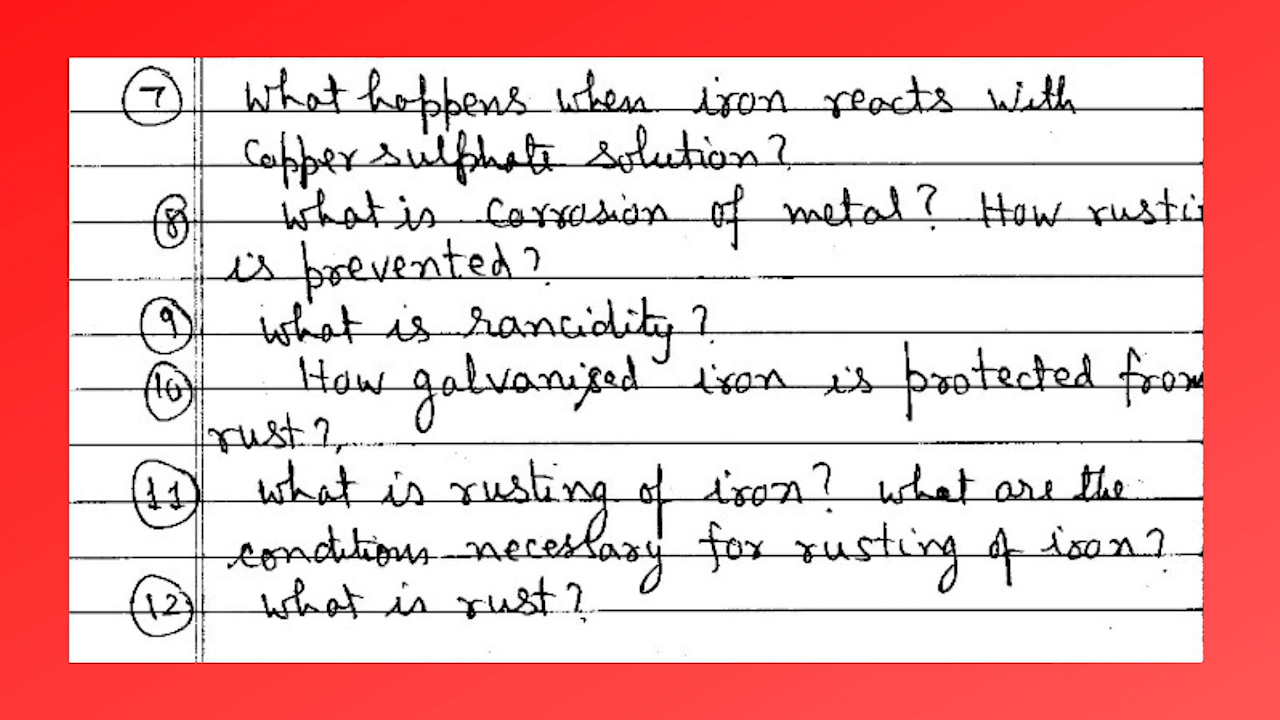 7 What happens when iron reacts with
Copper sulphate solution?
8 What is corrosion of metal? How rusti
is prevented?
9 What is rancidity?
10 How galvanised iron is protected from
rust?
11 What is rusting of iron? What are the
conditions necessary for rusting of iron?
12 What is rust?